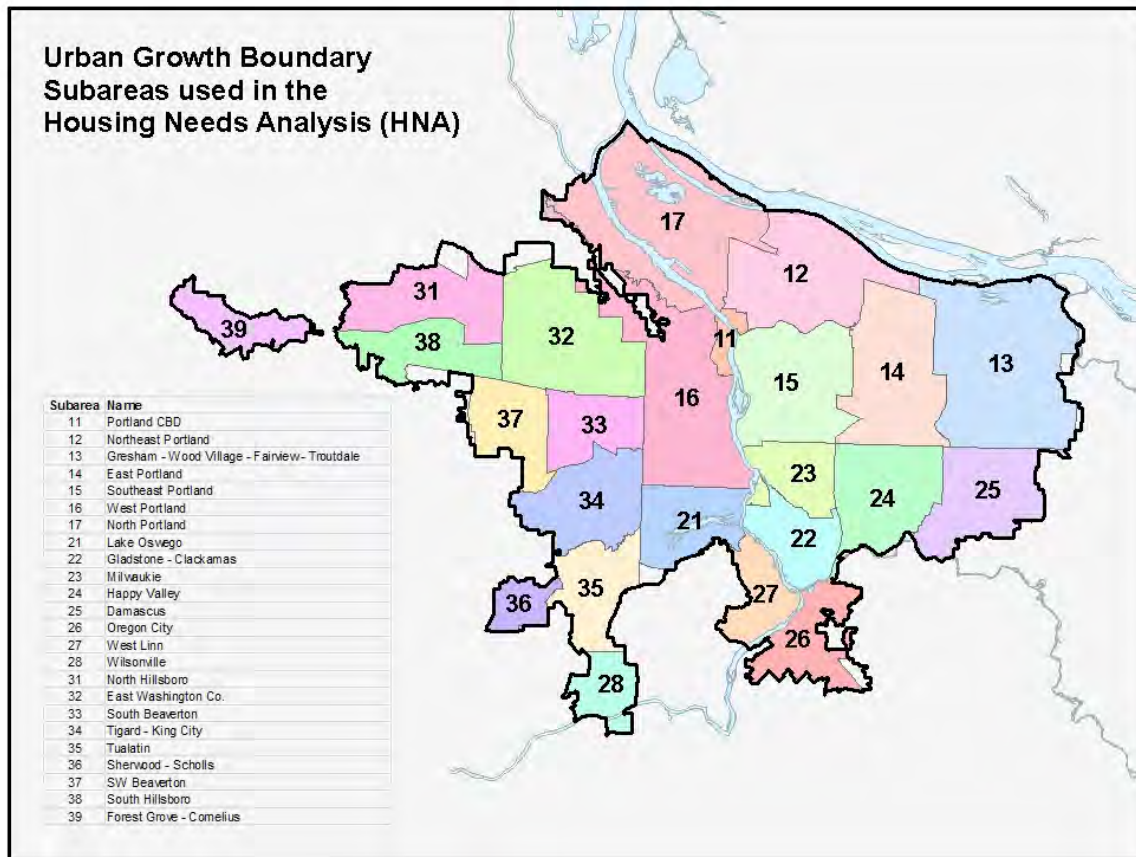 Urban Growth Boundary
Subareas used in the
Housing Needs Analysis (HNA)
17
12
31
39
38
32
11
13
15
14
16
37
33
23
34
21
24
25
22
35
36
27
26
28
Subarea Name
11 Portland CBD
12 Northeast Portland
13 Gresham - Wood Village - Fairview- Troutdale
14 East Portland
15 Southeast Portland
16 West Portland
17 North Portland
21 Lake Oswego
22 Gladstone - Clackamas
23 Milwaukie
24 Happy Valley
25 Damascus
26 Oregon City
27 West Linn
28 Wilsonville
31 North Hillsboro
32 East Washington Co.
33 South Beaverton
34 Tigard - King City
35 Tualatin
36 Sherwood - Scholls
37 SW Beaverton
38 South Hillsboro
39 Forest Grove - Cornelius